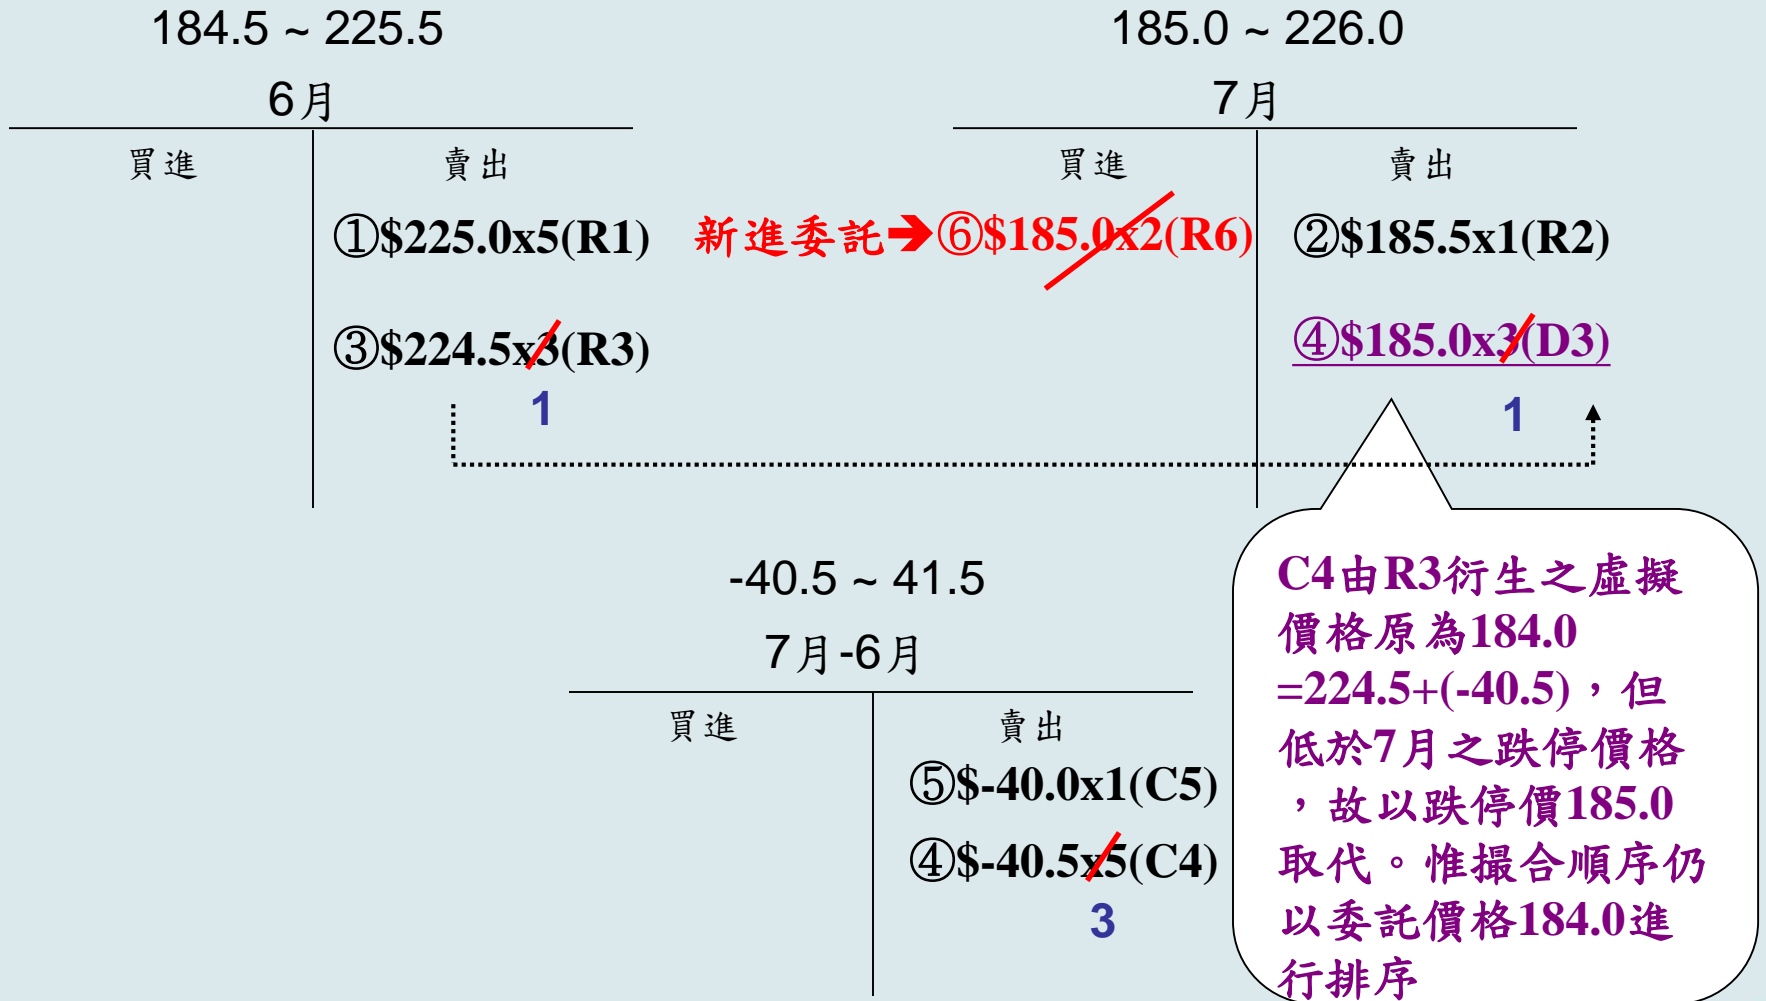 184.5 ~ 225.5
6月
買進
賣出
①$225.0x5(R1)
③$224.5x3(R3)
1
185.0 ~ 226.0
7月
買進
賣出
新進委託➔⑥$185.0x2(R6)
②$185.5x1(R2)
④$185.0x3(D3)
1
-40.5 ~ 41.5
7月-6月
買進
賣出
⑤$-40.0x1(C5)
④$-40.5x5(C4)
3
C4由R3衍生之虛擬
價格原為184.0
=224.5+(-40.5)，但
低於7月之跌停價格
，故以跌停價185.0
取代。惟撮合順序仍
以委託價格184.0進
行排序